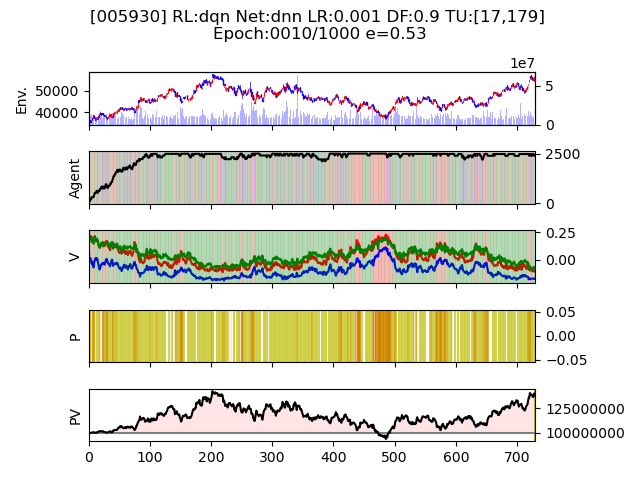 [005930] RL:dqn Net:dnn LR:0.001 DF:0.9 TU:[17,179]
Epoch:0010/1000 e=0.53
1e7
Env.
50000
40000
5
0
Agent
2500
0
V
0.25
0.00
P
0.05
0.00
−0.05
PV
125000000
100000000
0 100 200 300 400 500 600 700